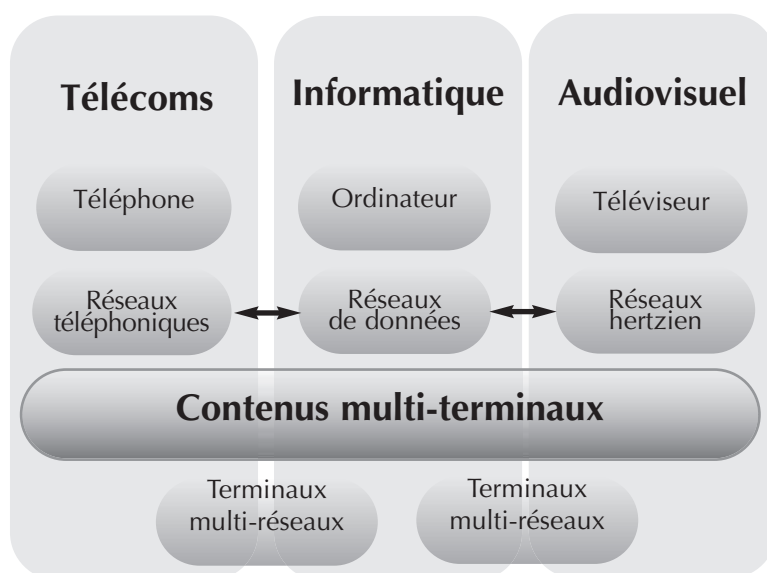 Télécoms
Informatique
Audiovisuel
Téléphone
Ordinateur
Téléviseur
Réseaux
téléphoniques
Réseaux
de données
Réseaux
hertzien
Contenus multi-terminaux
Terminaux
multi-réseaux
Terminaux
multi-réseaux